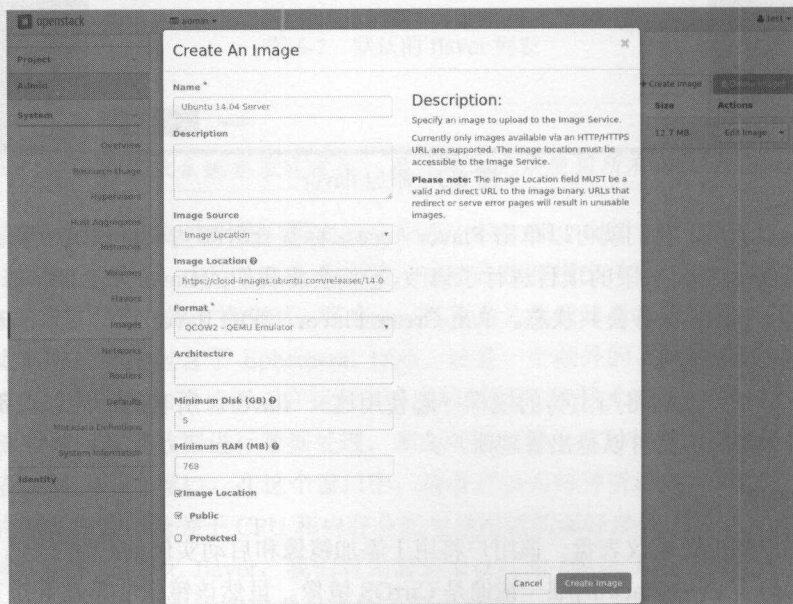 openstack
admin
test
Project
Admin
System
Overview
Resource Usage
Hypervisors
Host Aggregates
Instances
Volumes
Flavors
Images
Networks
Routers
Defaults
Metadata Definitions
System Information
Identity
Create Image
Size
Actions
12.7 MB
Edit Image
Create An Image
×
Name *
Ubuntu 14.04 Server
Description
Image Source
Image Location
Image Location
https://cloud-images.ubuntu.com/releases/14.0
Format *
QCOW2 - QEMU Emulator
Architecture
Minimum Disk (GB)
5
Minimum RAM (MB)
768
Image Location
Public
Protected
Description:
Specify an image to upload to the Image Service.
Currently only images available via an HTTP/HTTPS
URL are supported. The image location must be
accessible to the Image Service.
Please note: The Image Location field MUST be a
valid and direct URL to the image binary. URLs that
redirect or serve error pages will result in unusable
images.
Cancel
Create Image